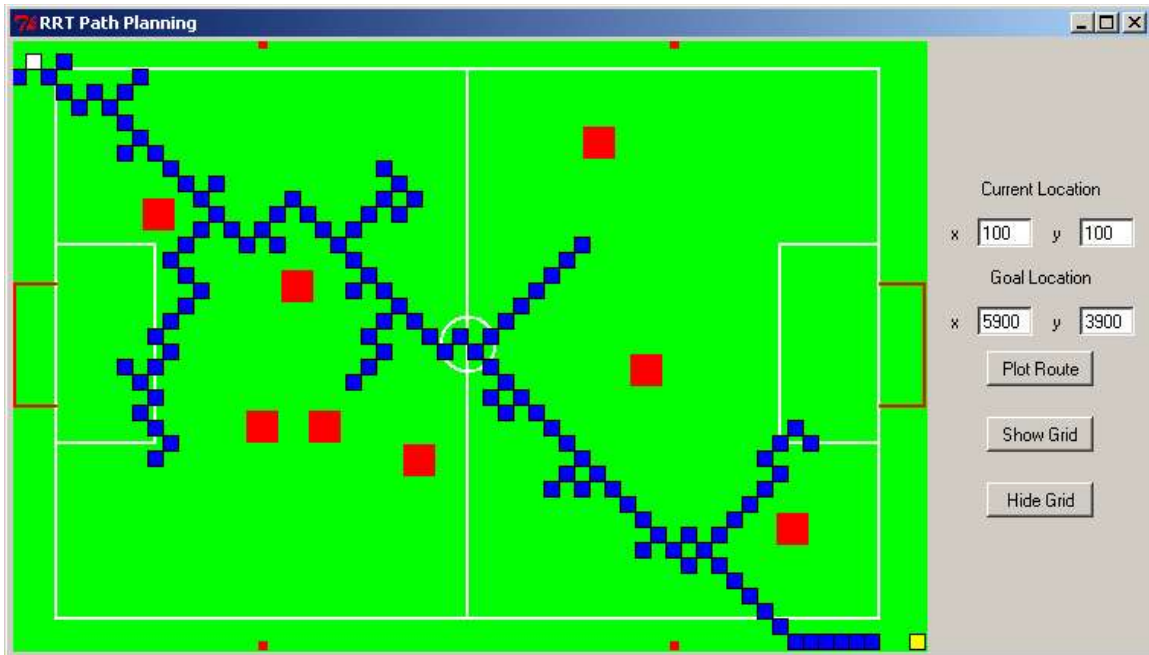 RRT Path Planning
Current Location
x 100 y 100
Goal Location
x 5900 y 3900
Plot Route
Show Grid
Hide Grid